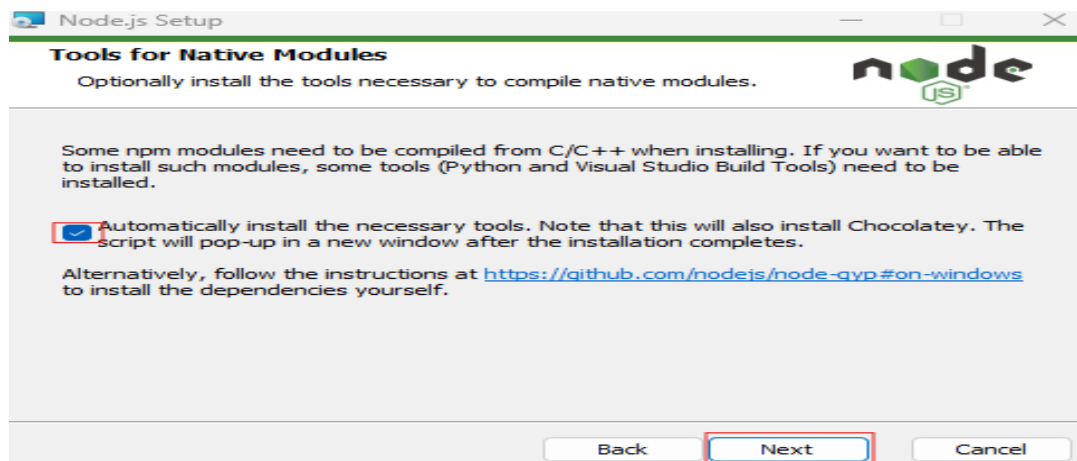 Node.js Setup
Tools for Native Modules
Optionally install the tools necessary to compile native modules.
node
JS
Some npm modules need to be compiled from C/C++ when installing. If you want to be able
to install such modules, some tools (Python and Visual Studio Build Tools) need to be
installed.
Automatically install the necessary tools. Note that this will also install Chocolatey. The
script will pop-up in a new window after the installation completes.
Alternatively, follow the instructions at https://github.com/nodejs/node-gyp#on-windows
to install the dependencies yourself.
Back Next Cancel